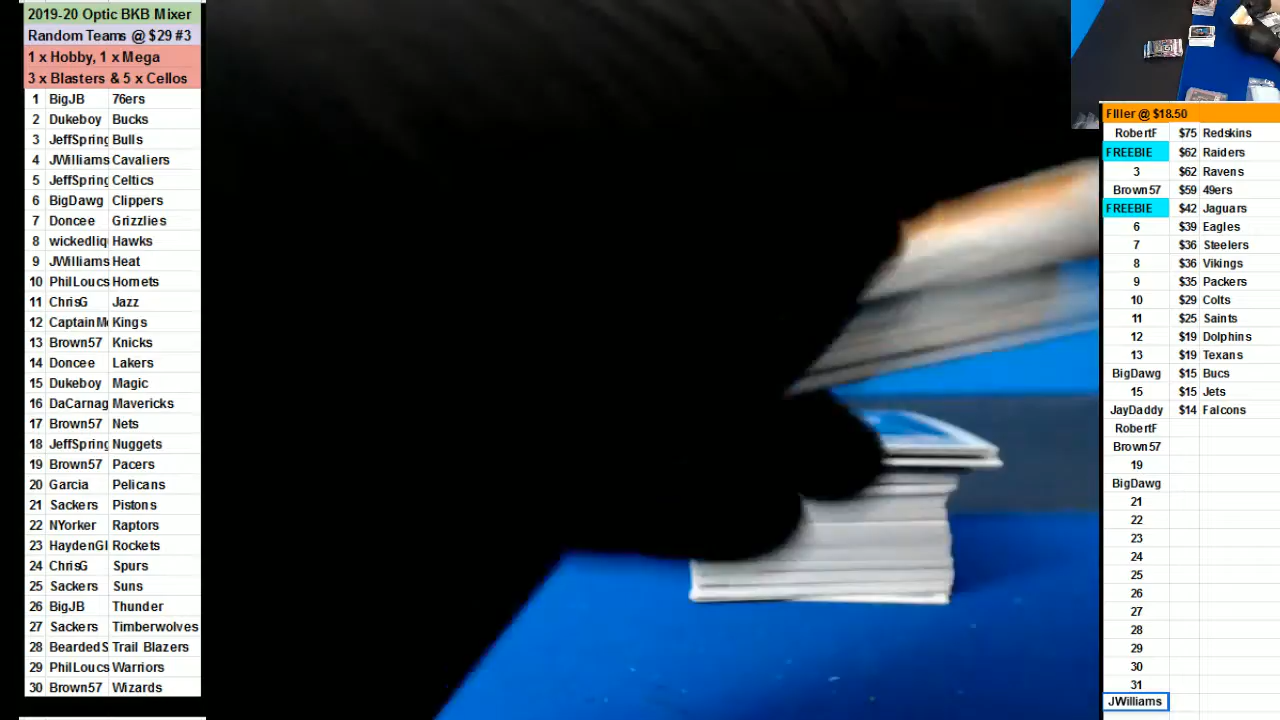 2019-20 Optic BKB Mixer
Random Teams @ $29 #3
1 x Hobby, 1 x Mega
3 x Blasters & 5 x Cellos
1 BigJB 76ers
2 Dukeboy Bucks
3 JeffSpring Bulls
4 JWilliams Cavaliers
5 JeffSpring Celtics
6 BigDawg Clippers
7 Doncee Grizzlies
8 wickedliq Hawks
9 JWilliams Heat
10 PhilLoucs Hornets
11 ChrisG Jazz
12 CaptainMc Kings
13 Brown57 Knicks
14 Doncee Lakers
15 Dukeboy Magic
16 DaCarnag Mavericks
17 Brown57 Nets
18 JeffSpring Nuggets
19 Brown57 Pacers
20 Garcia Pelicans
21 Sackers Pistons
22 NYorker Raptors
23 HaydenGl Rockets
24 ChrisG Spurs
25 Sackers Suns
26 BigJB Thunder
27 Sackers Timberwolves
28 BeardedS Trail Blazers
29 PhilLoucs Warriors
30 Brown57 Wizards
FIller @ $18.50
RobertF $75 Redskins
FREEBIE $62 Raiders
3 $62 Ravens
Brown57 $59 49ers
FREEBIE $42 Jaguars
6 $39 Eagles
7 $36 Steelers
8 $36 Vikings
9 $35 Packers
10 $29 Colts
11 $25 Saints
12 $19 Dolphins
13 $19 Texans
BigDawg $15 Bucs
15 $15 Jets
JayDaddy $14 Falcons
RobertF
Brown57
19
BigDawg
21
22
23
24
25
26
27
28
29
30
31
JWilliams